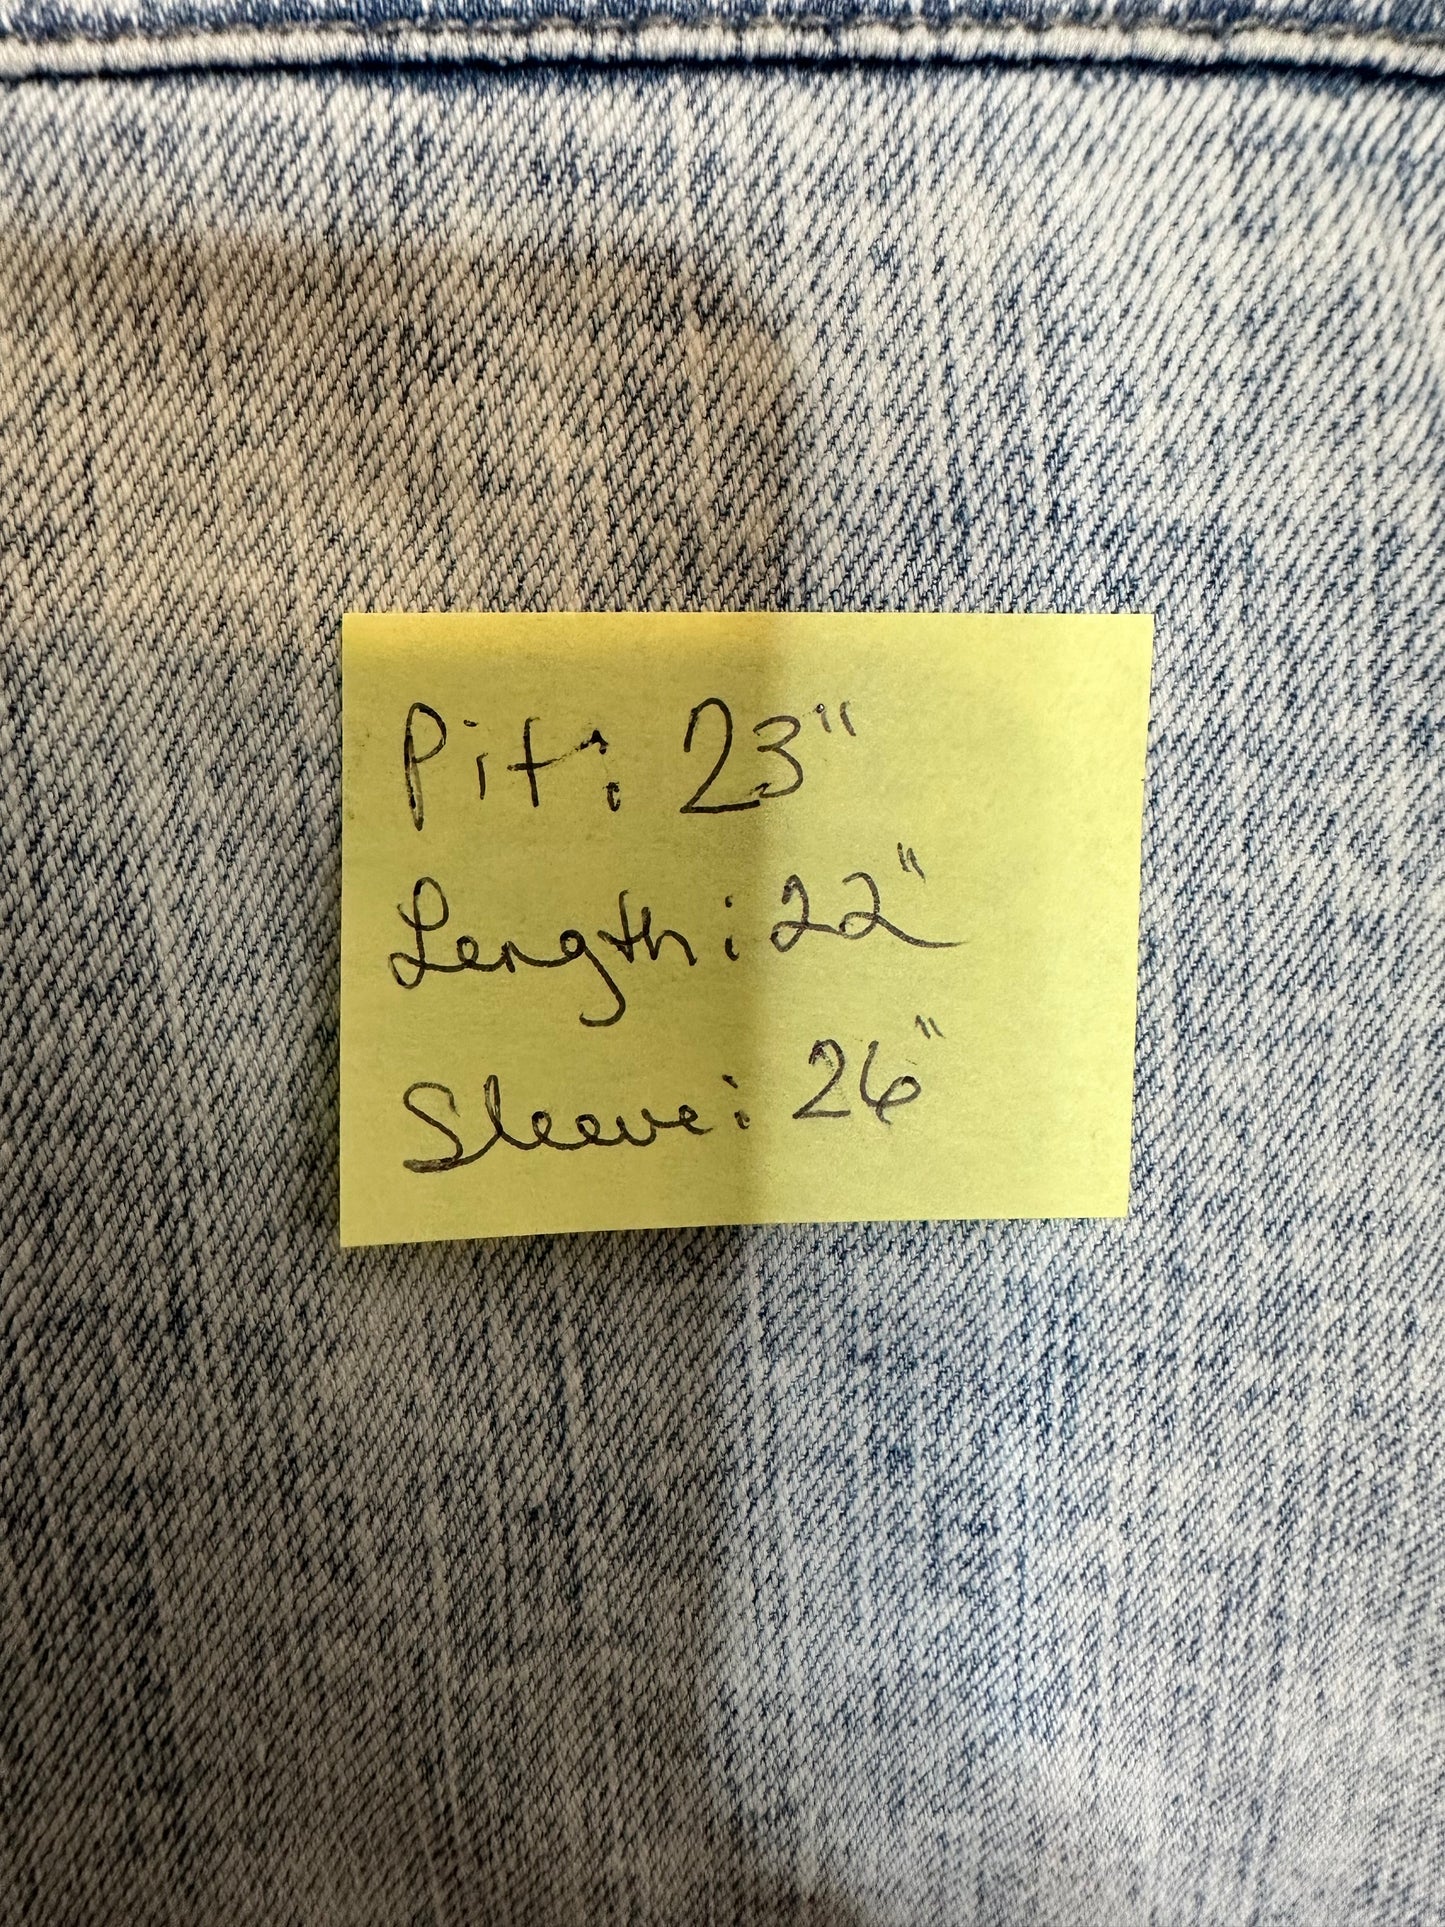 Pit: 23"
Length: 22"
Sleeve: 26"